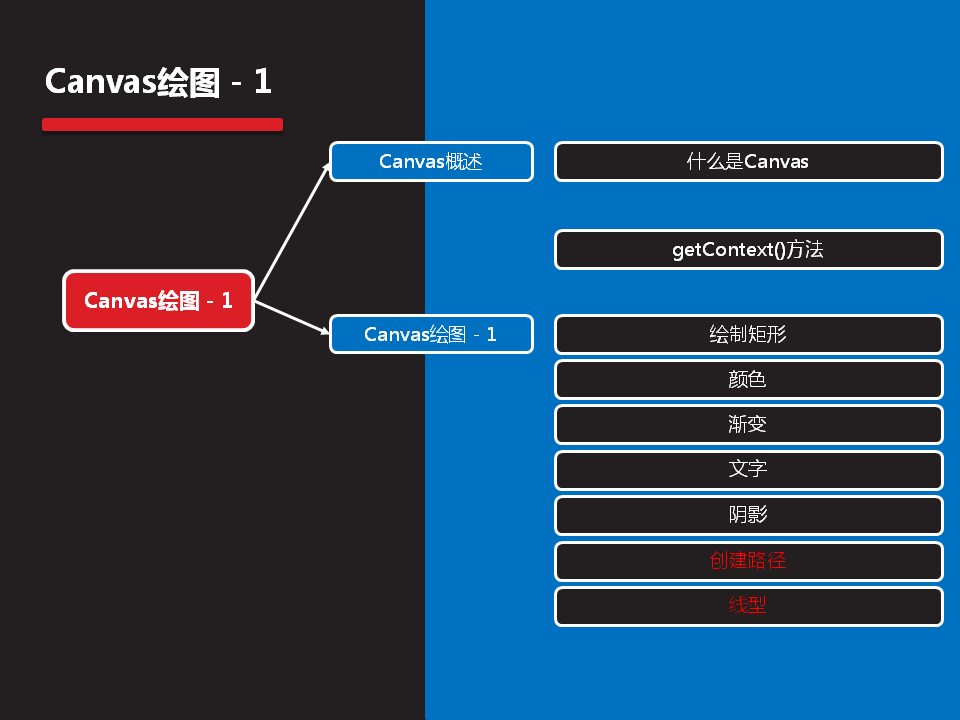 Canvas绘图 - 1
Canvas概述
什么是Canvas
getContext()方法
Canvas绘图 - 1
Canvas绘图 - 1
绘制矩形
颜色
渐变
文字
阴影
创建路径
线型